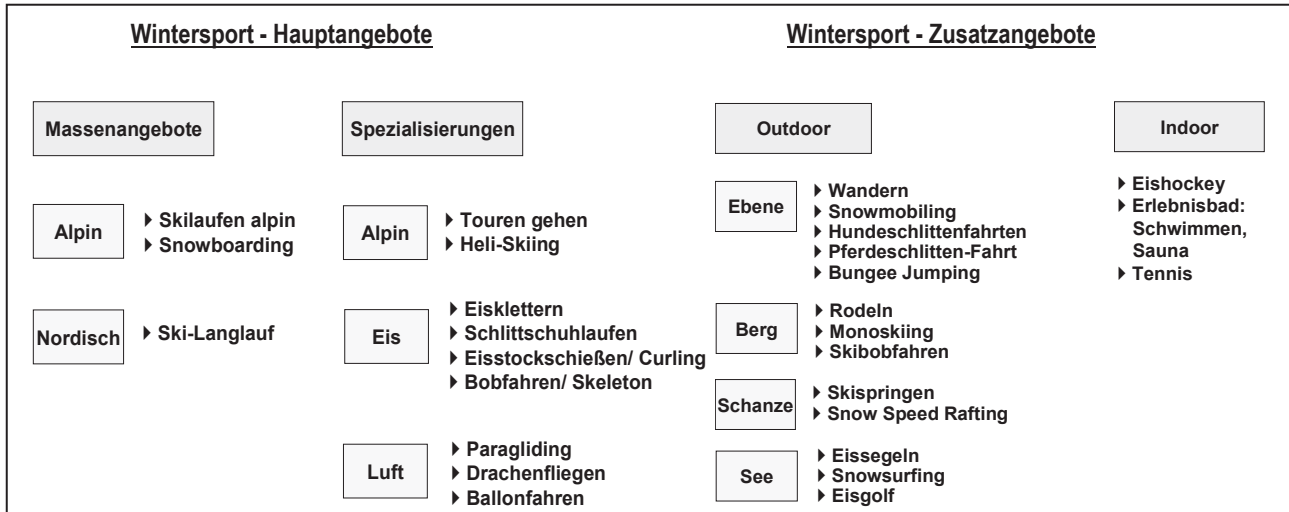 Wintersport - Hauptangebote
Massenangebote
Alpin
Skilaufen alpin
Snowboarding
Nordisch
Ski-Langlauf
Spezialisierungen
Alpin
Touren gehen
Heli-Skiing
Eis
Eisklettern
Schlittschuhlaufen
Eisstockschießen/ Curling
Bobfahren/ Skeleton
Luft
Paragliding
Drachenfliegen
Ballonfahren
Wintersport - Zusatzangebote
Outdoor
Ebene
Wandern
Snowmobiling
Hundeschlittenfahrten
Pferdeschlitten-Fahrt
Bungee Jumping
Berg
Rodeln
Monoskiing
Skibobfahren
Schanze
Skispringen
Snow Speed Rafting
See
Eissegeln
Snowsurfing
Eisgolf
Indoor
Eishockey
Erlebnisbad:
Schwimmen,
Sauna
Tennis